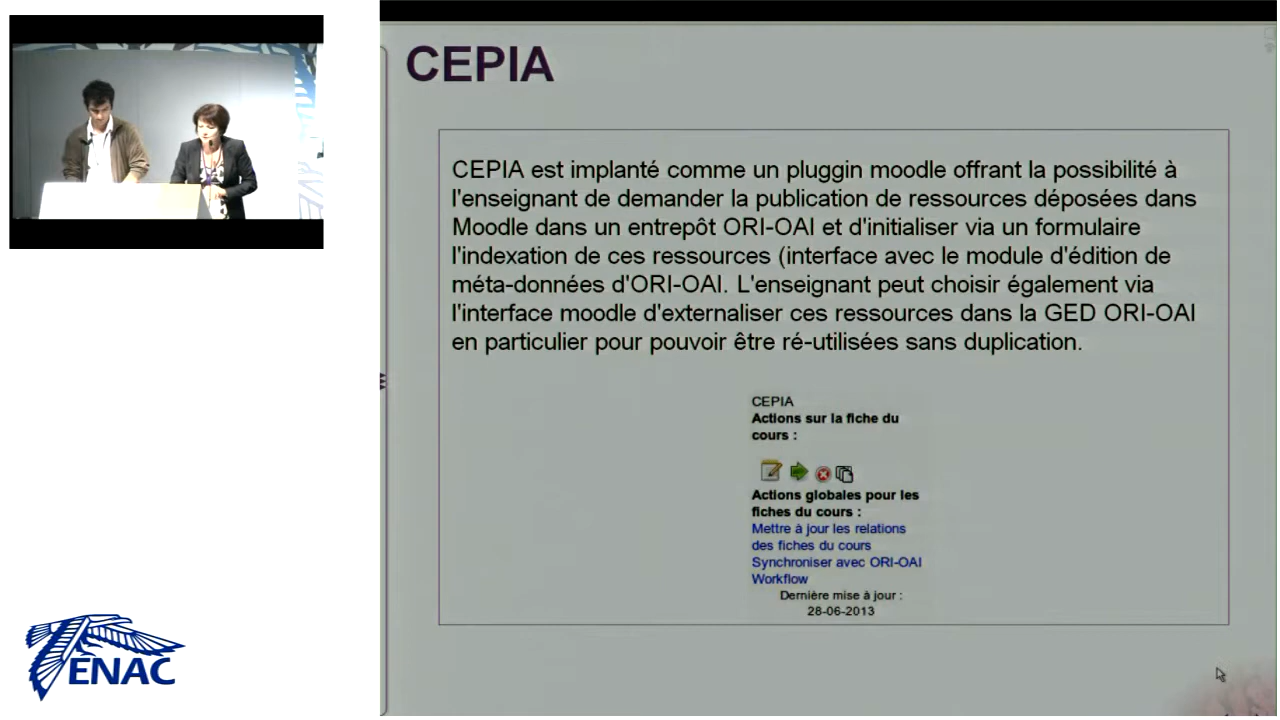 CEPIA
CEPIA est implanté comme un pluggin moodle offrant la possibilité à
l'enseignant de demander la publication de ressources déposées dans
Moodle dans un entrepôt ORI-OAI et d'initialiser via un formulaire
l'indexation de ces ressources (interface avec le module d'édition de
méta-données d'ORI-OAI. L'enseignant peut choisir également via
l'interface moodle d'externaliser ces ressources dans la GED ORI-OAI
en particulier pour pouvoir être ré-utilisées sans duplication.
CEPIA
Actions sur la fiche du
cours :
Actions globales pour les
fiches du cours :
Mettre à jour les relations
des fiches du cours
Synchroniser avec ORI-OAI
Workflow
Dernière mise à jour :
28-06-2013
ENAC